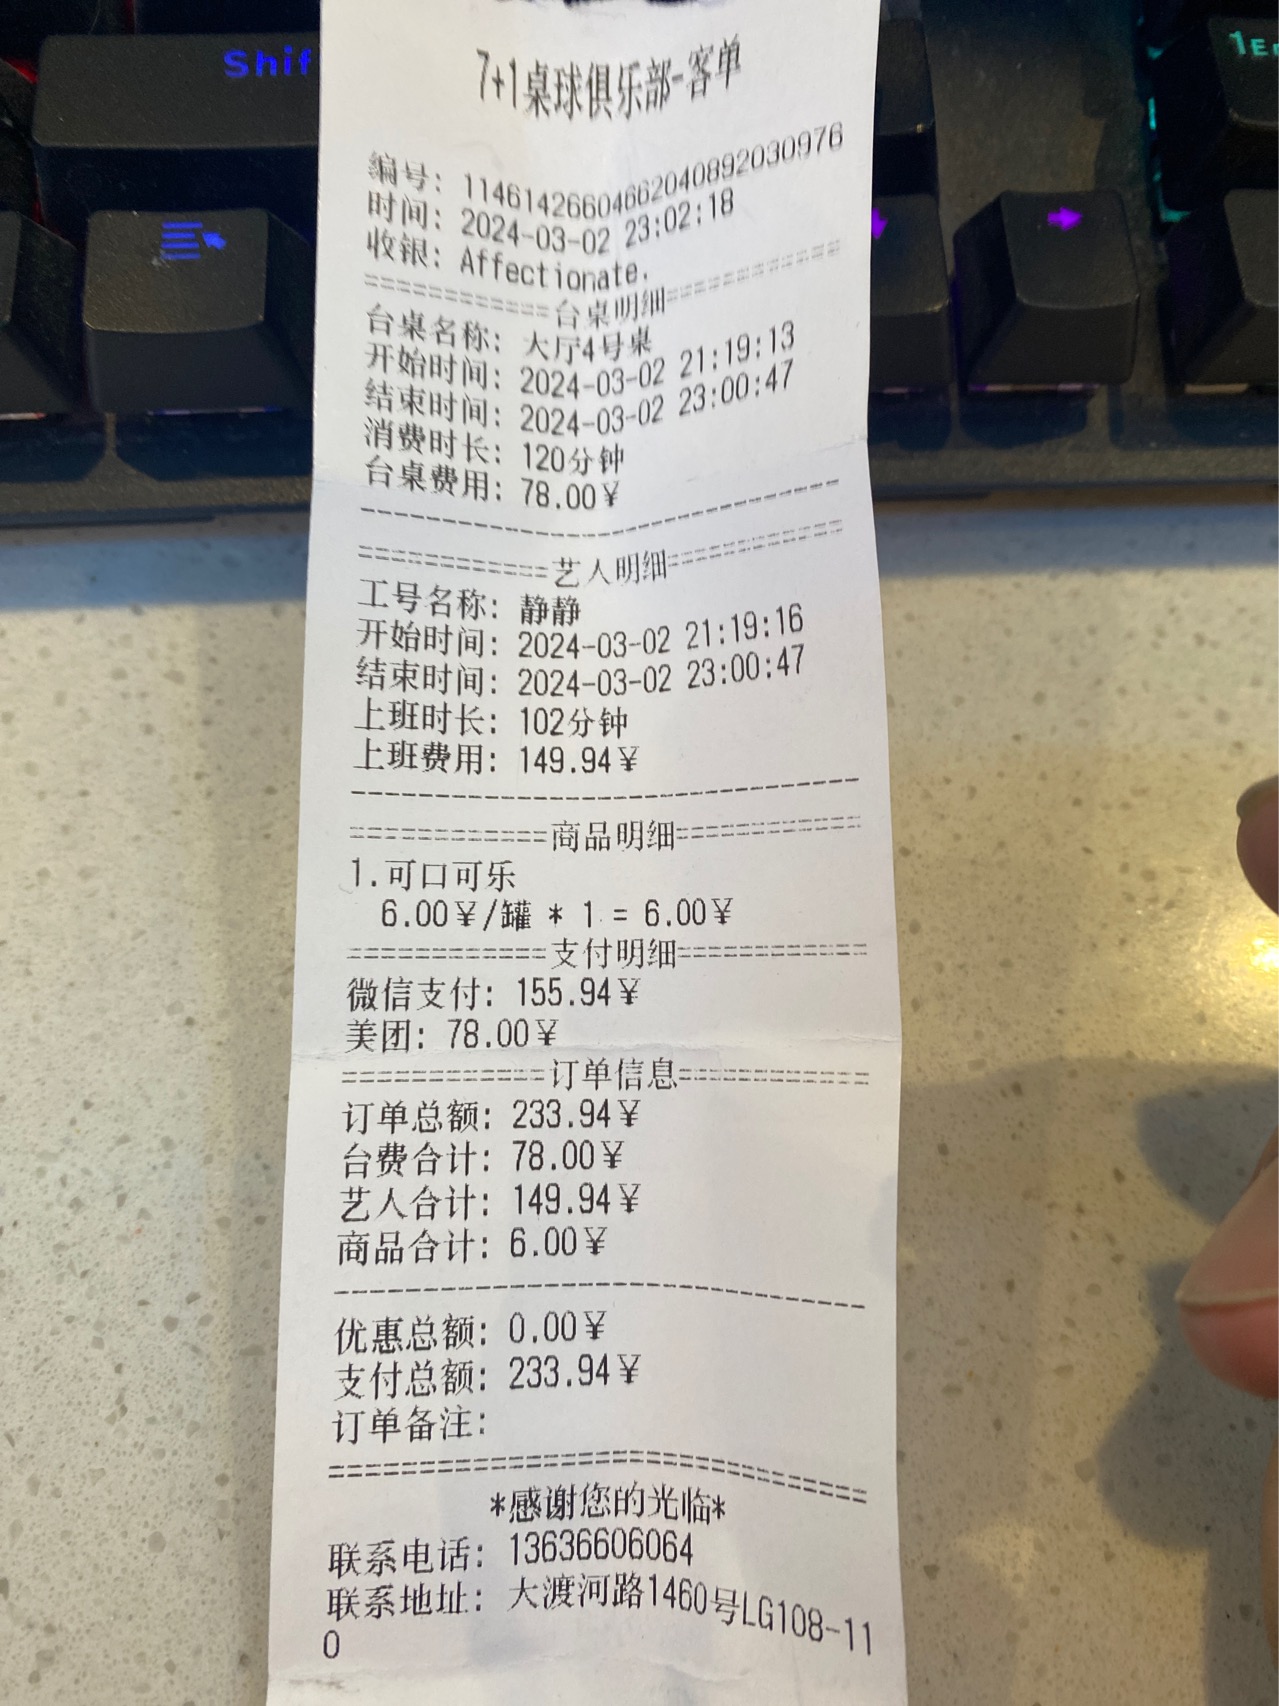 Shif
7+1桌球俱乐部-客单
编号: 1146142660466204089203​0976
时间: 2024-03-02 23:02:18
收银: Affectionate.
============台桌明细============
台桌名称: 大厅4号桌
开始时间: 2024-03-02 21:19:13
结束时间: 2024-03-02 23:00:47
消费时长: 120分钟
台桌费用: 78.00¥
============艺人明细============
工号名称: 静静
开始时间: 2024-03-02 21:19:16
结束时间: 2024-03-02 23:00:47
上班时长: 102分钟
上班费用: 149.94¥
============商品明细============
1.可口可乐
6.00¥/罐 * 1 = 6.00¥
============支付明细============
微信支付: 155.94¥
美团: 78.00¥
============订单信息============
订单总额: 233.94¥
台费合计: 78.00¥
艺人合计: 149.94¥
商品合计: 6.00¥
优惠总额: 0.00¥
支付总额: 233.94¥
订单备注:
*感谢您的光临*
联系电话: 13636606064
联系地址: 大渡河路1460号LG108-11
0